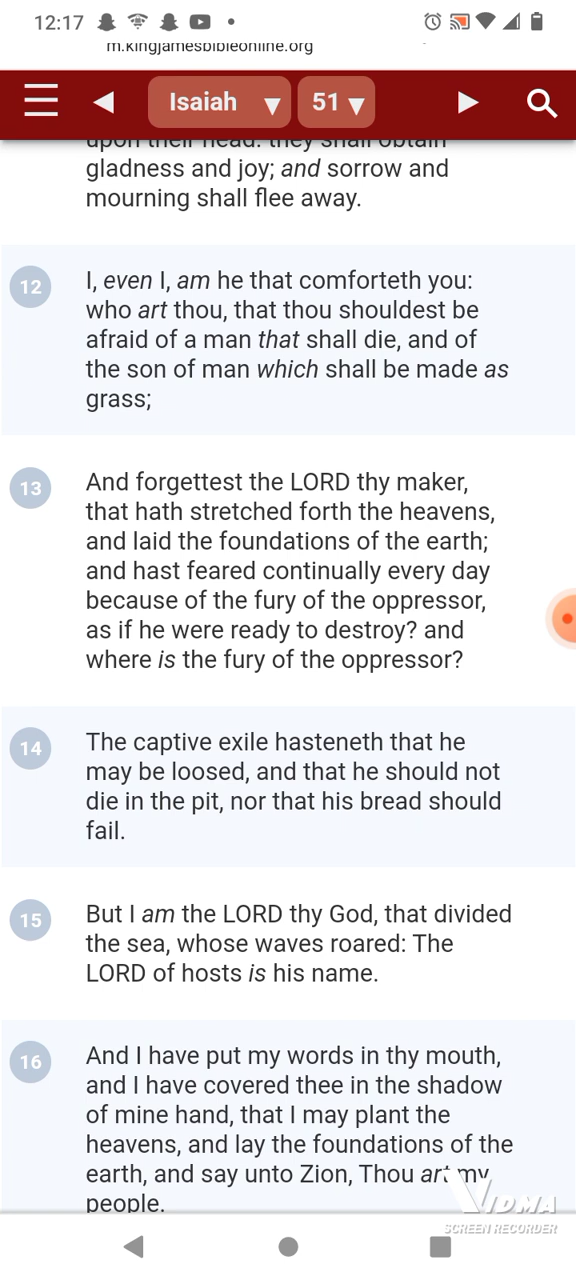 12:17
m.kingjamesbibleonline.org
Isaiah 51
upon their head: they shall obtain
gladness and joy; and sorrow and
mourning shall flee away.
12 I, even I, am he that comforteth you:
who art thou, that thou shouldest be
afraid of a man that shall die, and of
the son of man which shall be made as
grass;
13 And forgettest the LORD thy maker,
that hath stretched forth the heavens,
and laid the foundations of the earth;
and hast feared continually every day
because of the fury of the oppressor,
as if he were ready to destroy? and
where is the fury of the oppressor?
14 The captive exile hasteneth that he
may be loosed, and that he should not
die in the pit, nor that his bread should
fail.
15 But I am the LORD thy God, that divided
the sea, whose waves roared: The
LORD of hosts is his name.
16 And I have put my words in thy mouth,
and I have covered thee in the shadow
of mine hand, that I may plant the
heavens, and lay the foundations of the
earth, and say unto Zion, Thou art my
people.
VIDMA
SCREEN RECORDER